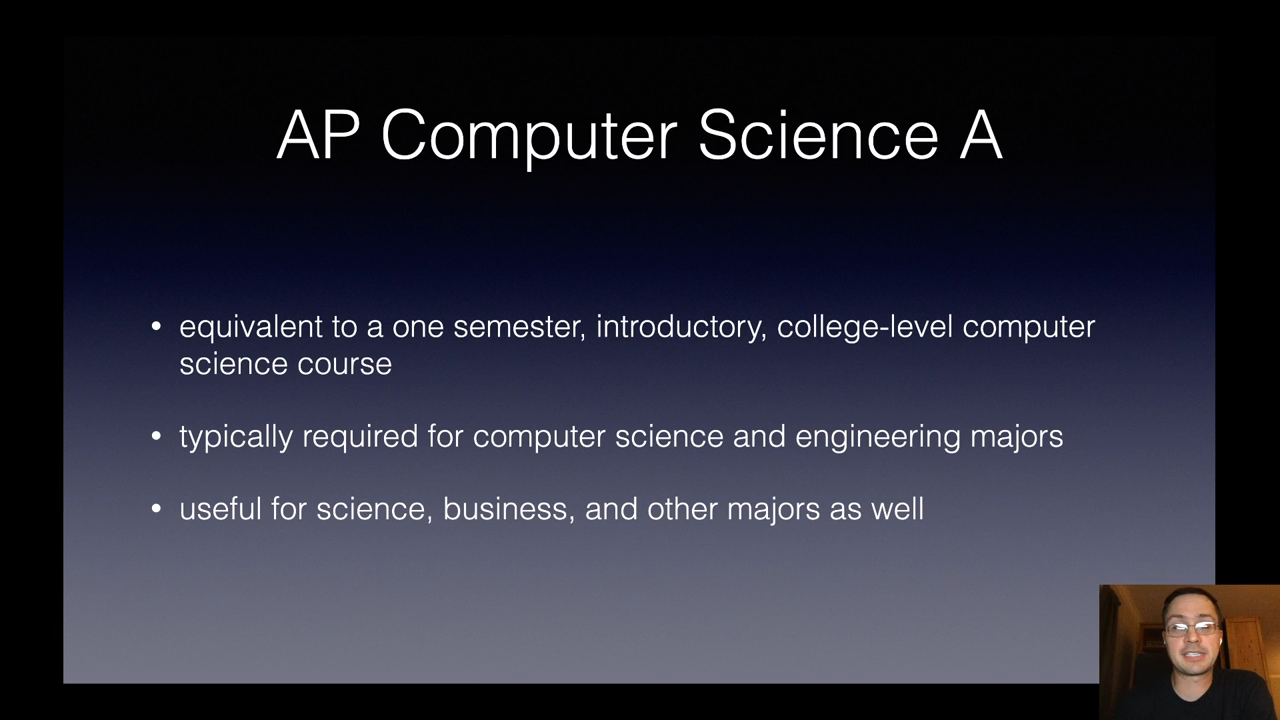 AP Computer Science A
• equivalent to a one semester, introductory, college-level computer
science course
• typically required for computer science and engineering majors
• useful for science, business, and other majors as well